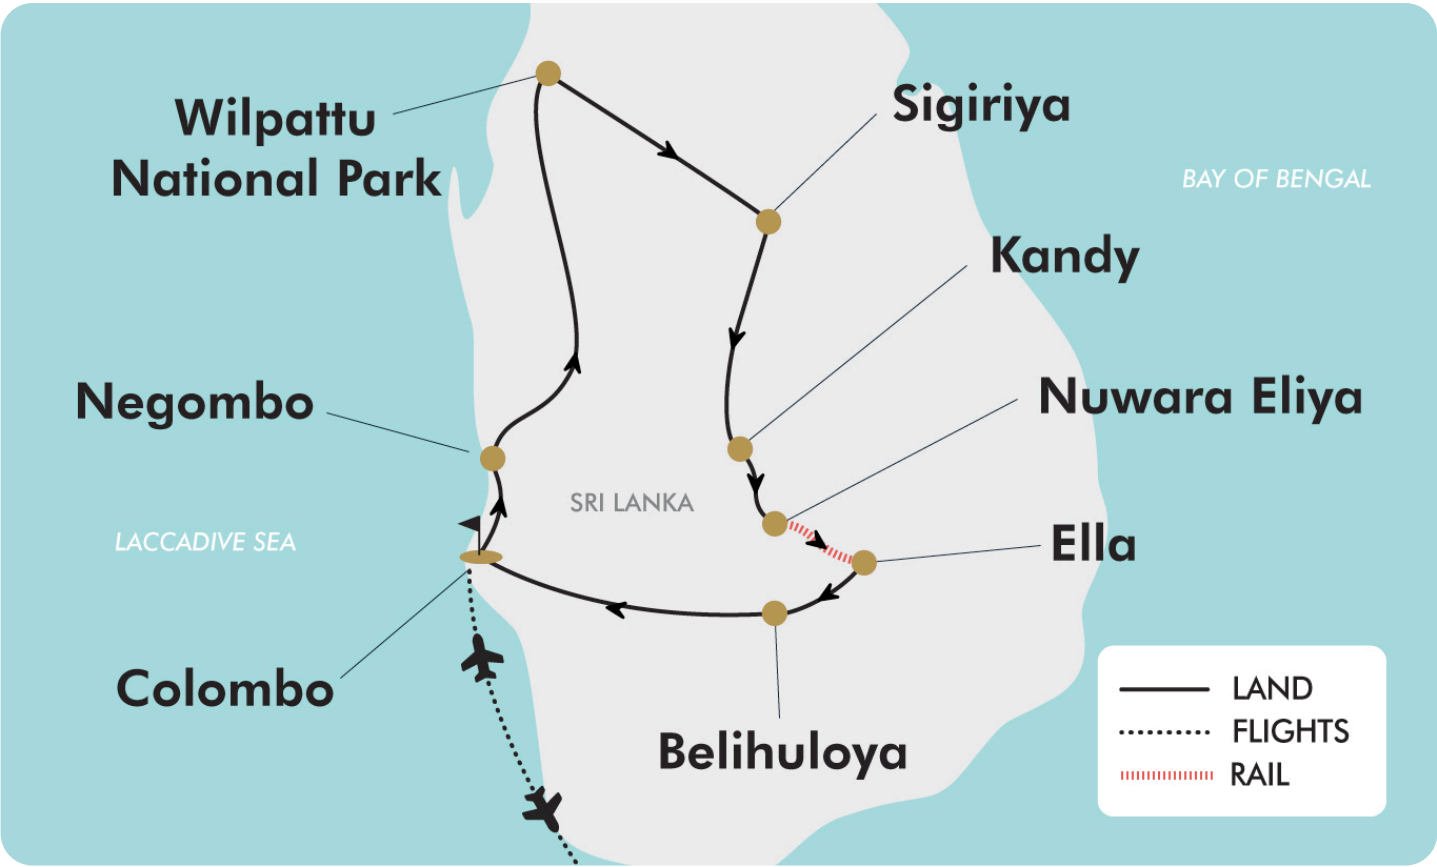 Wilpattu
National Park
Sigiriya
BAY OF BENGAL
Kandy
Nuwara Eliya
Negombo
SRI LANKA
LACCADIVE SEA
Ella
Colombo
Belihuloya
LAND
FLIGHTS
RAIL